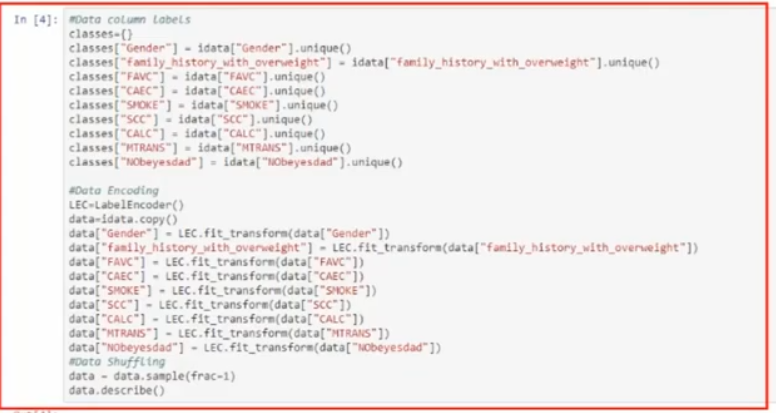 In [4]: #Data column labels
classes={}
classes["Gender"] = idata["Gender"].unique()
classes["family_history_with_overweight"] = idata["family_history_with_overweight"].unique()
classes["FAVC"] = idata["FAVC"].unique()
classes["CAEC"] = idata["CAEC"].unique()
classes["SMOKE"] = idata["SMOKE"].unique()
classes["SCC"] = idata["SCC"].unique()
classes["CALC"] = idata["CALC"].unique()
classes["MTRANS"] = idata["MTRANS"].unique()
classes["NObeyesdad"] = idata["NObeyesdad"].unique()
#Data Encoding
LEC=LabelEncoder()
data=idata.copy()
data["Gender"] = LEC.fit_transform(data["Gender"])
data["family_history_with_overweight"] = LEC.fit_transform(data["family_history_with_overweight"])
data["FAVC"] = LEC.fit_transform(data["FAVC"])
data["CAEC"] = LEC.fit_transform(data["CAEC"])
data["SMOKE"] = LEC.fit_transform(data["SMOKE"])
data["SCC"] = LEC.fit_transform(data["SCC"])
data["CALC"] = LEC.fit_transform(data["CALC"])
data["MTRANS"] = LEC.fit_transform(data["MTRANS"])
data["NObeyesdad"] = LEC.fit_transform(data["NObeyesdad"])
#Data Shuffling
data = data.sample(frac=1)
data.describe()